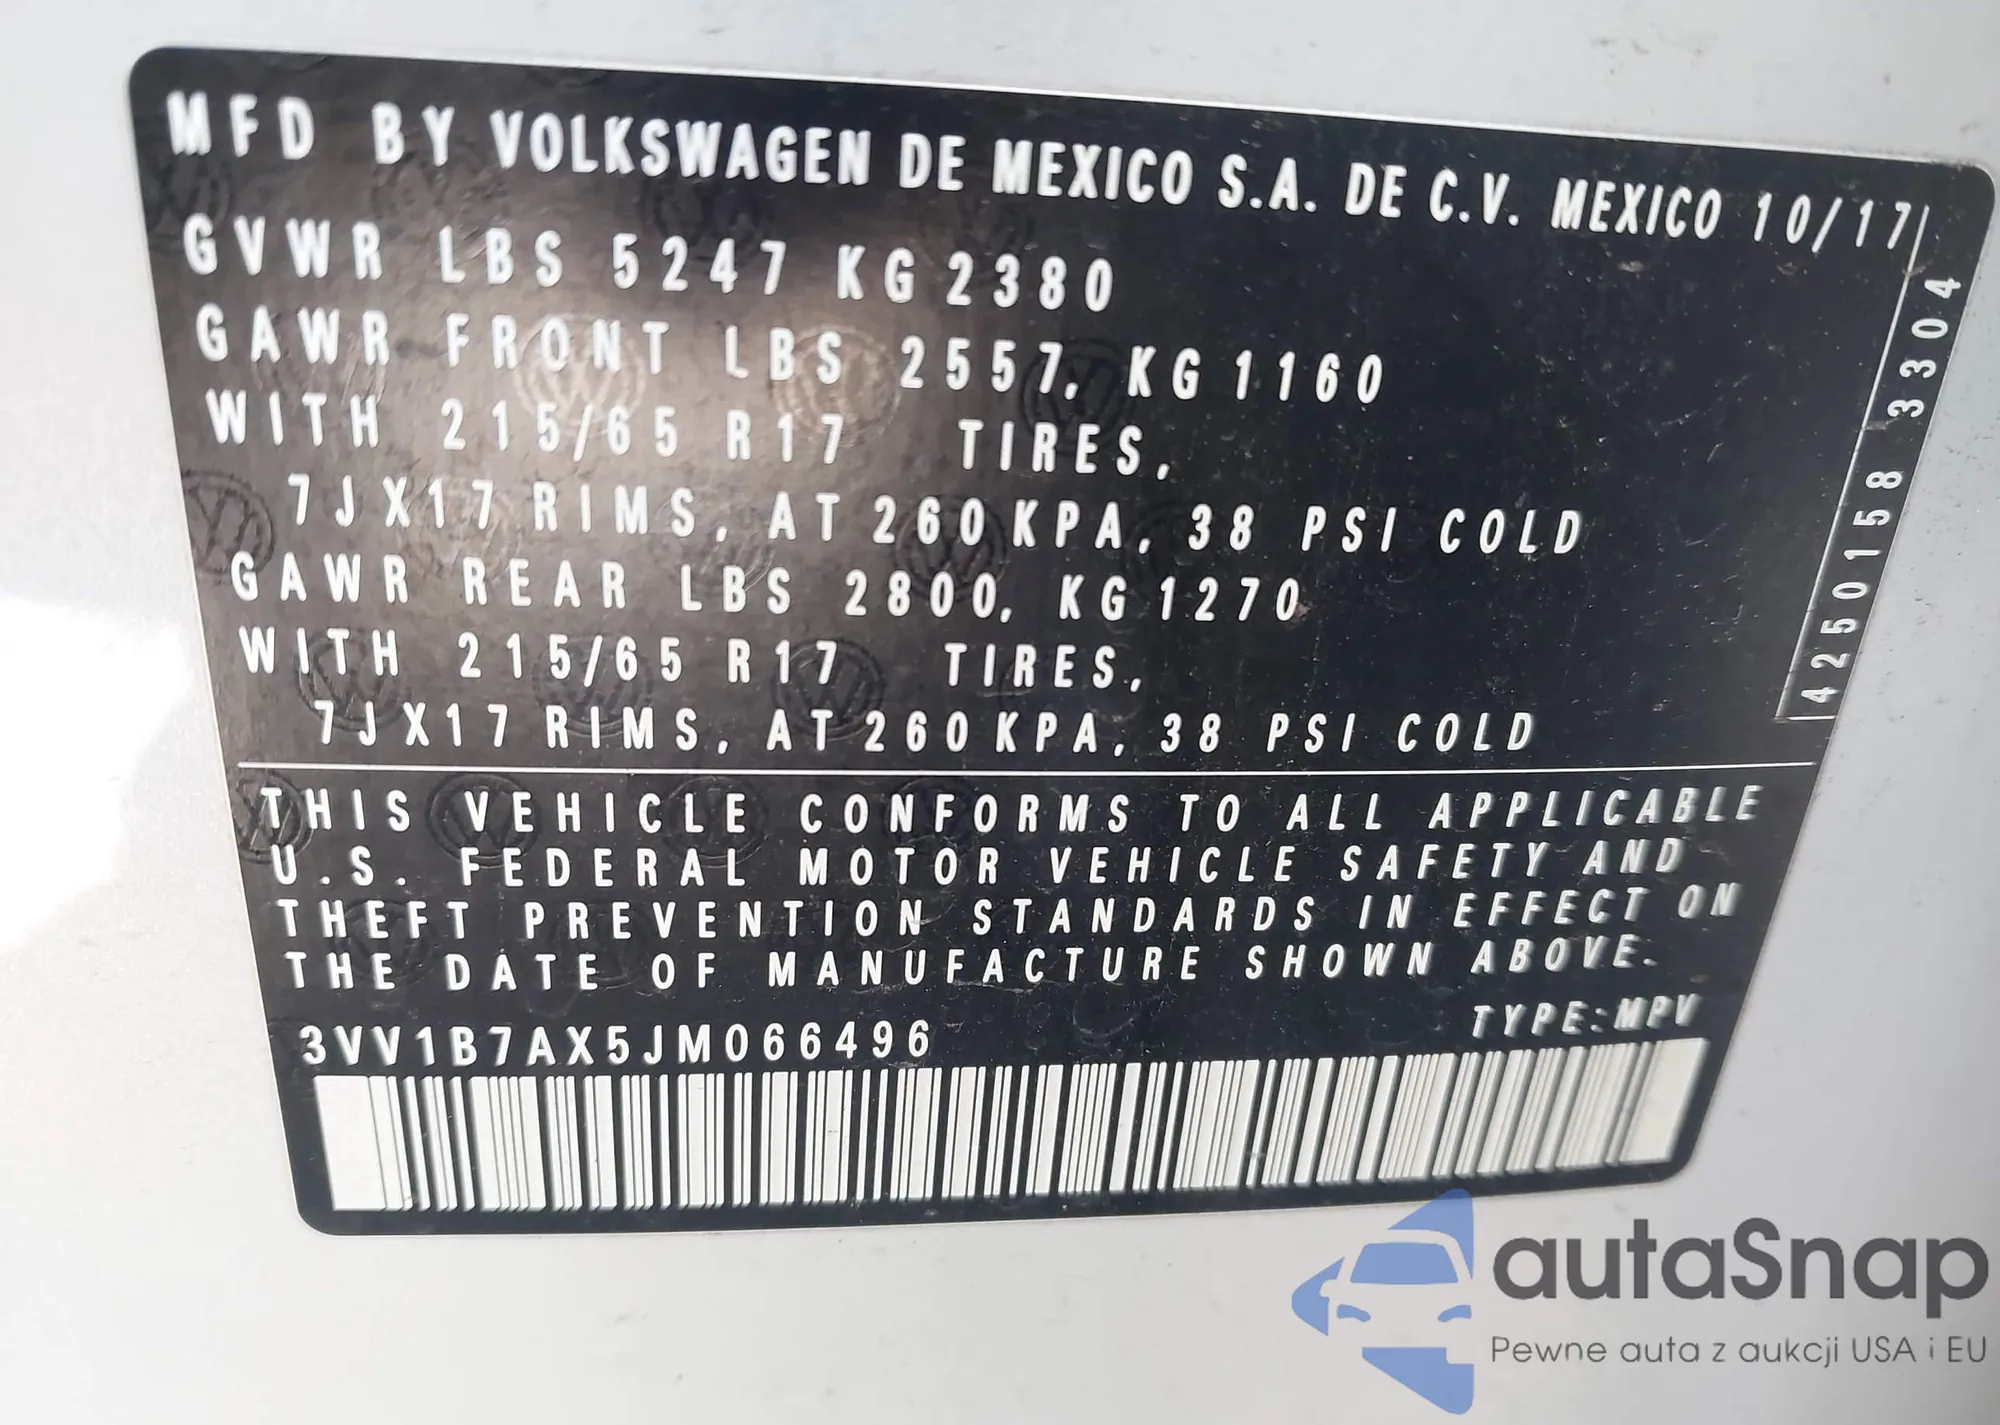 MFD BY VOLKSWAGEN DE MEXICO S.A. DE C.V. MEXICO 10/17
GVWR LBS 5247 KG 2380
GAWR FRONT LBS 2557, KG 1160
WITH 215/65 R17 TIRES,
7JX17 RIMS, AT 260 KPA, 38 PSI COLD
GAWR REAR LBS 2800, KG 1270
WITH 215/65 R17 TIRES,
7JX17 RIMS, AT 260 KPA, 38 PSI COLD
4250158 3304
THIS VEHICLE CONFORMS TO ALL APPLICABLE
U.S. FEDERAL MOTOR VEHICLE SAFETY AND
THEFT PREVENTION STANDARDS IN EFFECT ON
THE DATE OF MANUFACTURE SHOWN ABOVE.
3VV1B7AX5JM066496
TYPE:MPV
autaSnap
Pewne auta z aukcji USA i EU